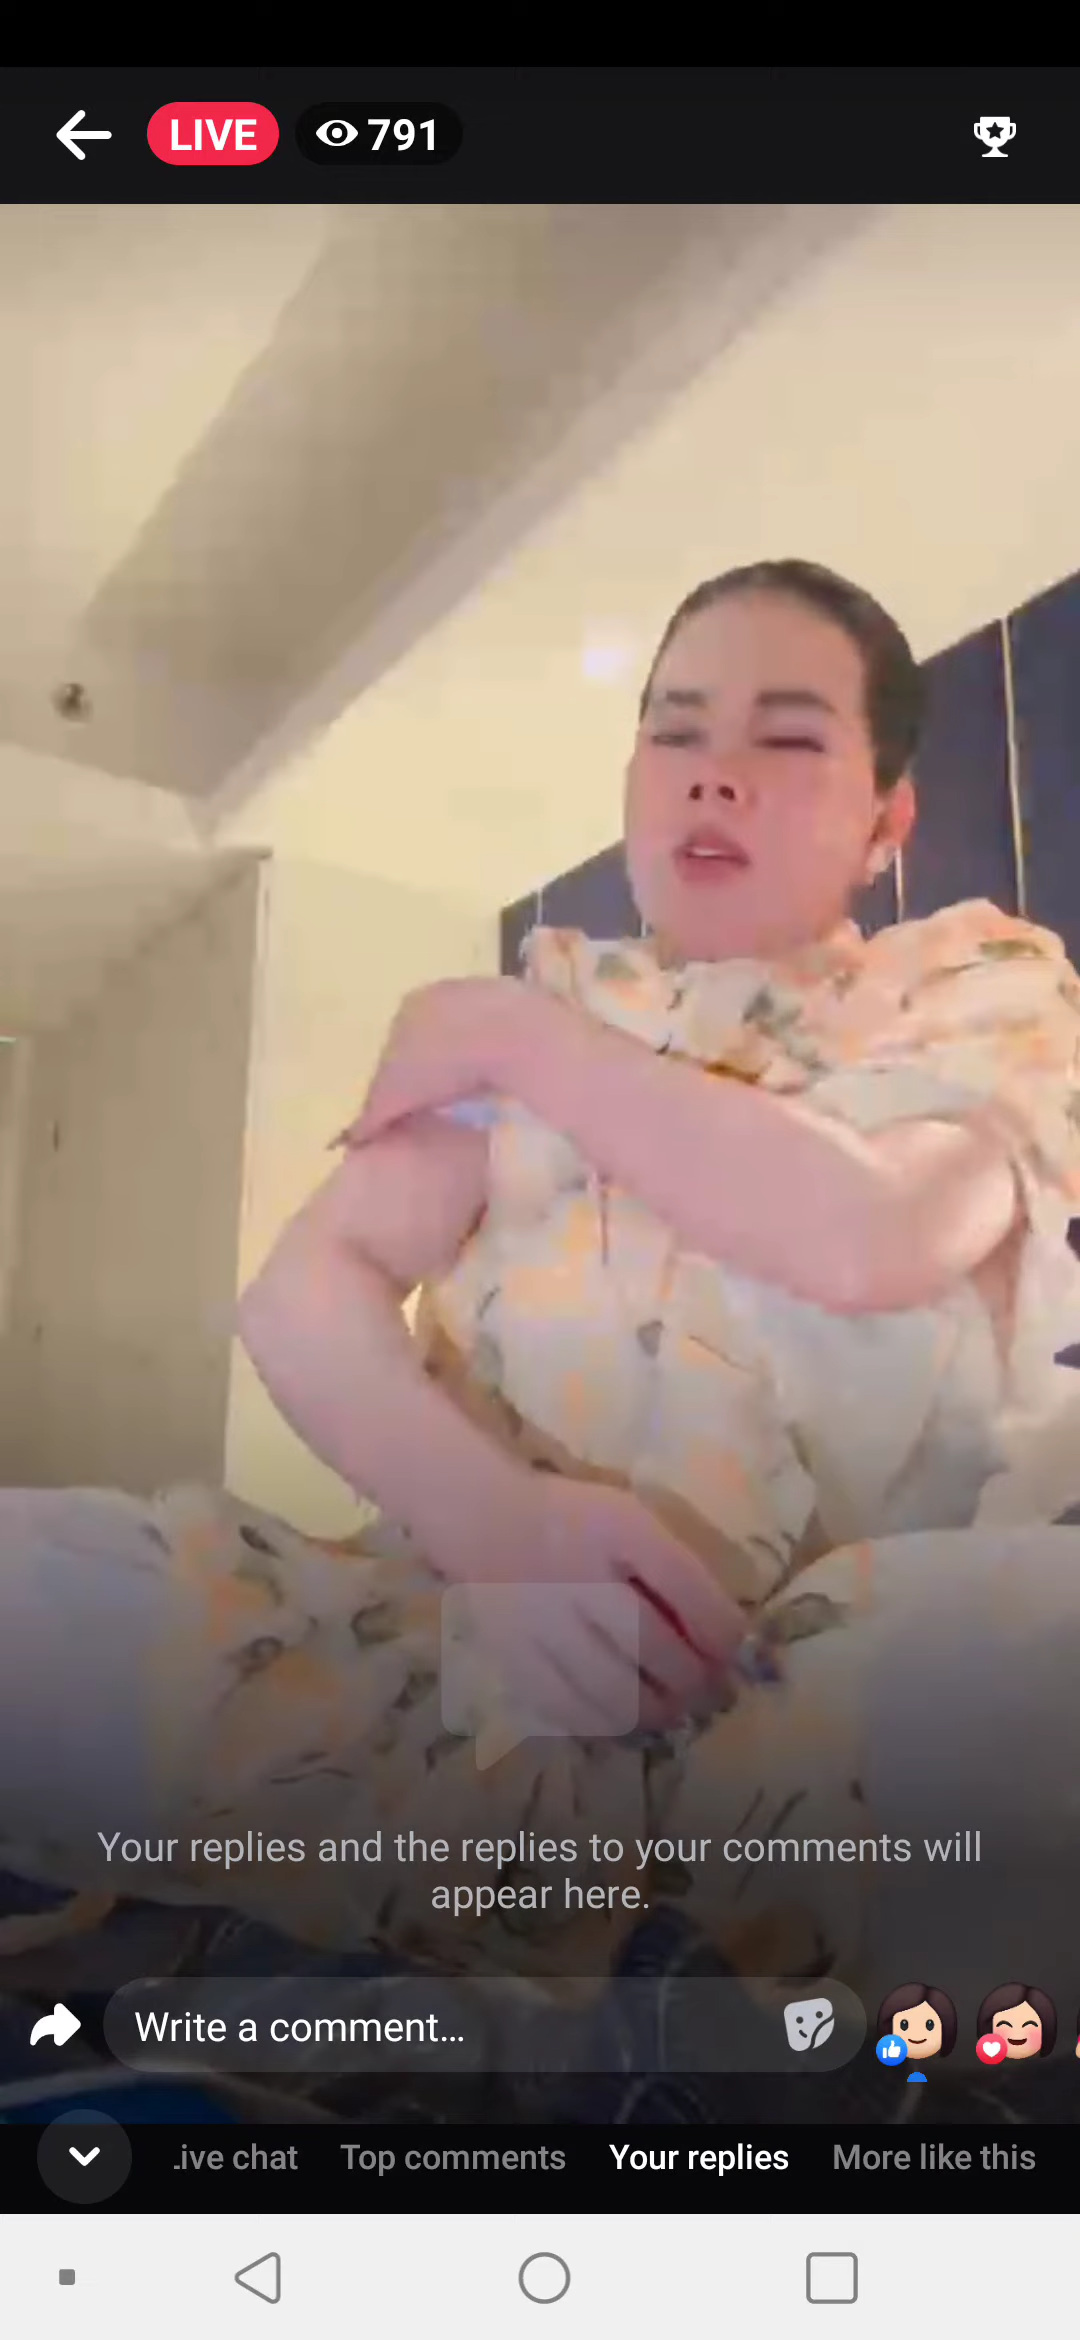 LIVE 791
Your replies and the replies to your comments will
appear here.
Write a comment...
ive chat Top comments Your replies More like this